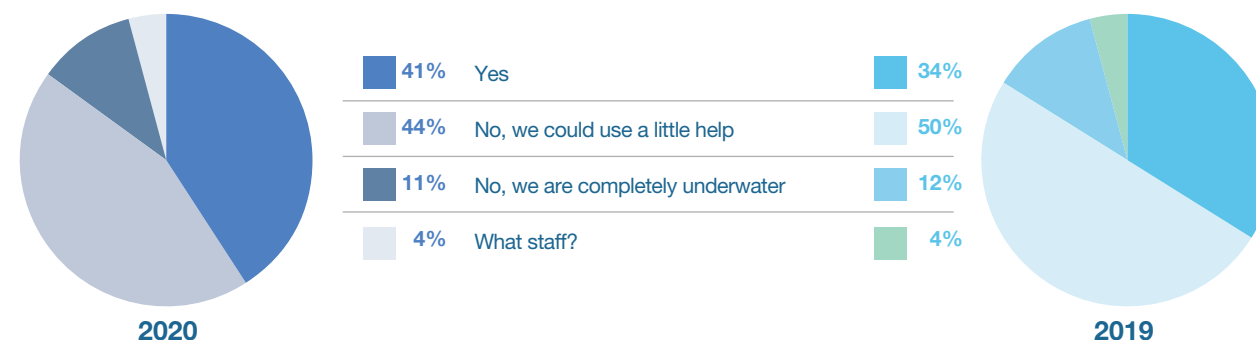 41% Yes 34%
44% No, we could use a little help 50%
11% No, we are completely underwater 12%
4% What staff? 4%
2020 2019